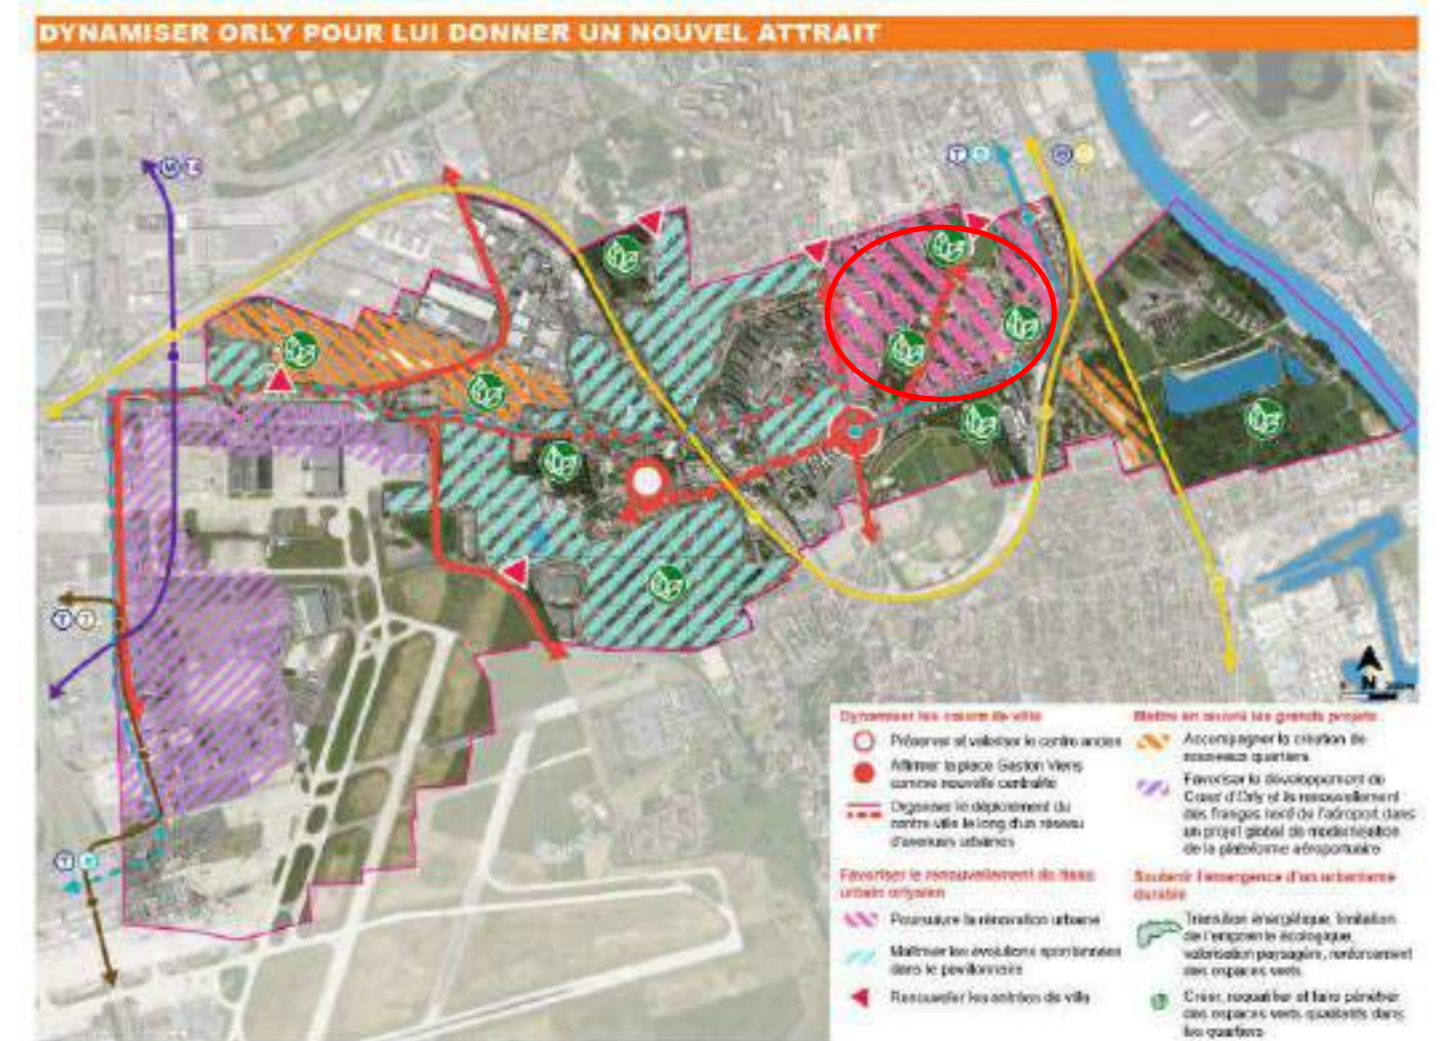 DYNAMISER ORLY POUR LUI DONNER UN NOUVEL ATTRAIT
M
T
T
7
T
N
Dynamiser les cœurs de ville
Préserver et valoriser le centre ancien
Affirmer la place Gaston Viens
comme nouvelle centralité
Organiser le déploiement du
centre-ville le long d'un réseau
d'avenues urbaines
Favoriser le renouvellement du tissu
urbain orlysien
Poursuivre la rénovation urbaine
Maîtriser les évolutions spontanées
dans le pavillonnaire
Requalifier les entrées de ville
Mettre en œuvre les grands projets
Accompagner la création de
nouveaux quartiers
Favoriser le développement du
Cœur d'Orly et le renouvellement
des franges nord de l'aéroport dans
un projet global de modernisation
de la plateforme aéroportuaire
Soutenir l'émergence d'un urbanisme
durable
Transition énergétique, limitation
de l'empreinte écologique,
valorisation paysagère, renforcement
des espaces verts
Créer, requalifier et faire pénétrer
des espaces verts qualitatifs dans
les quartiers